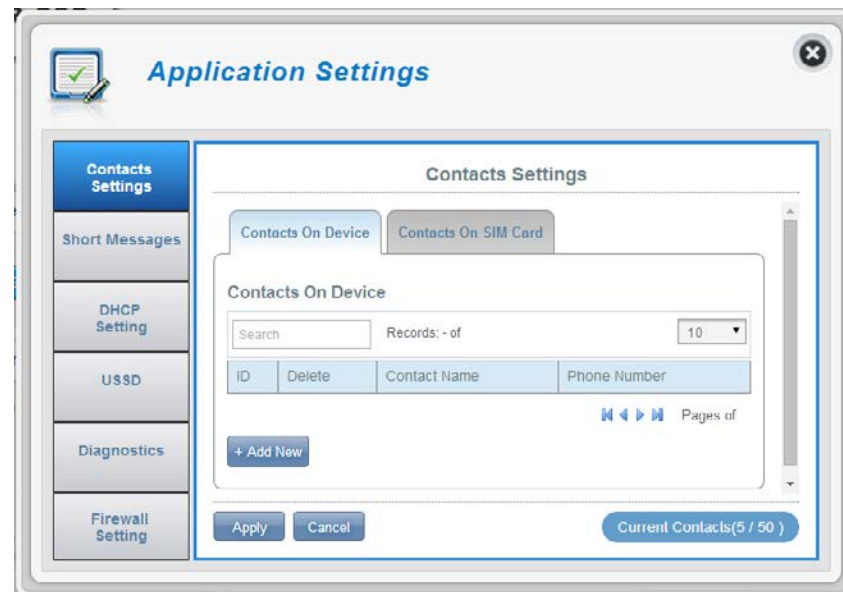 Application Settings
Contacts
Settings
Short Messages
DHCP
Setting
USSD
Diagnostics
Firewall
Setting
Contacts Settings
Contacts On Device
Contacts On SIM Card
Contacts On Device
Search
Records: - of
10
ID Delete Contact Name Phone Number
Pages of
+ Add New
Apply Cancel
Current Contacts(5 / 50 )